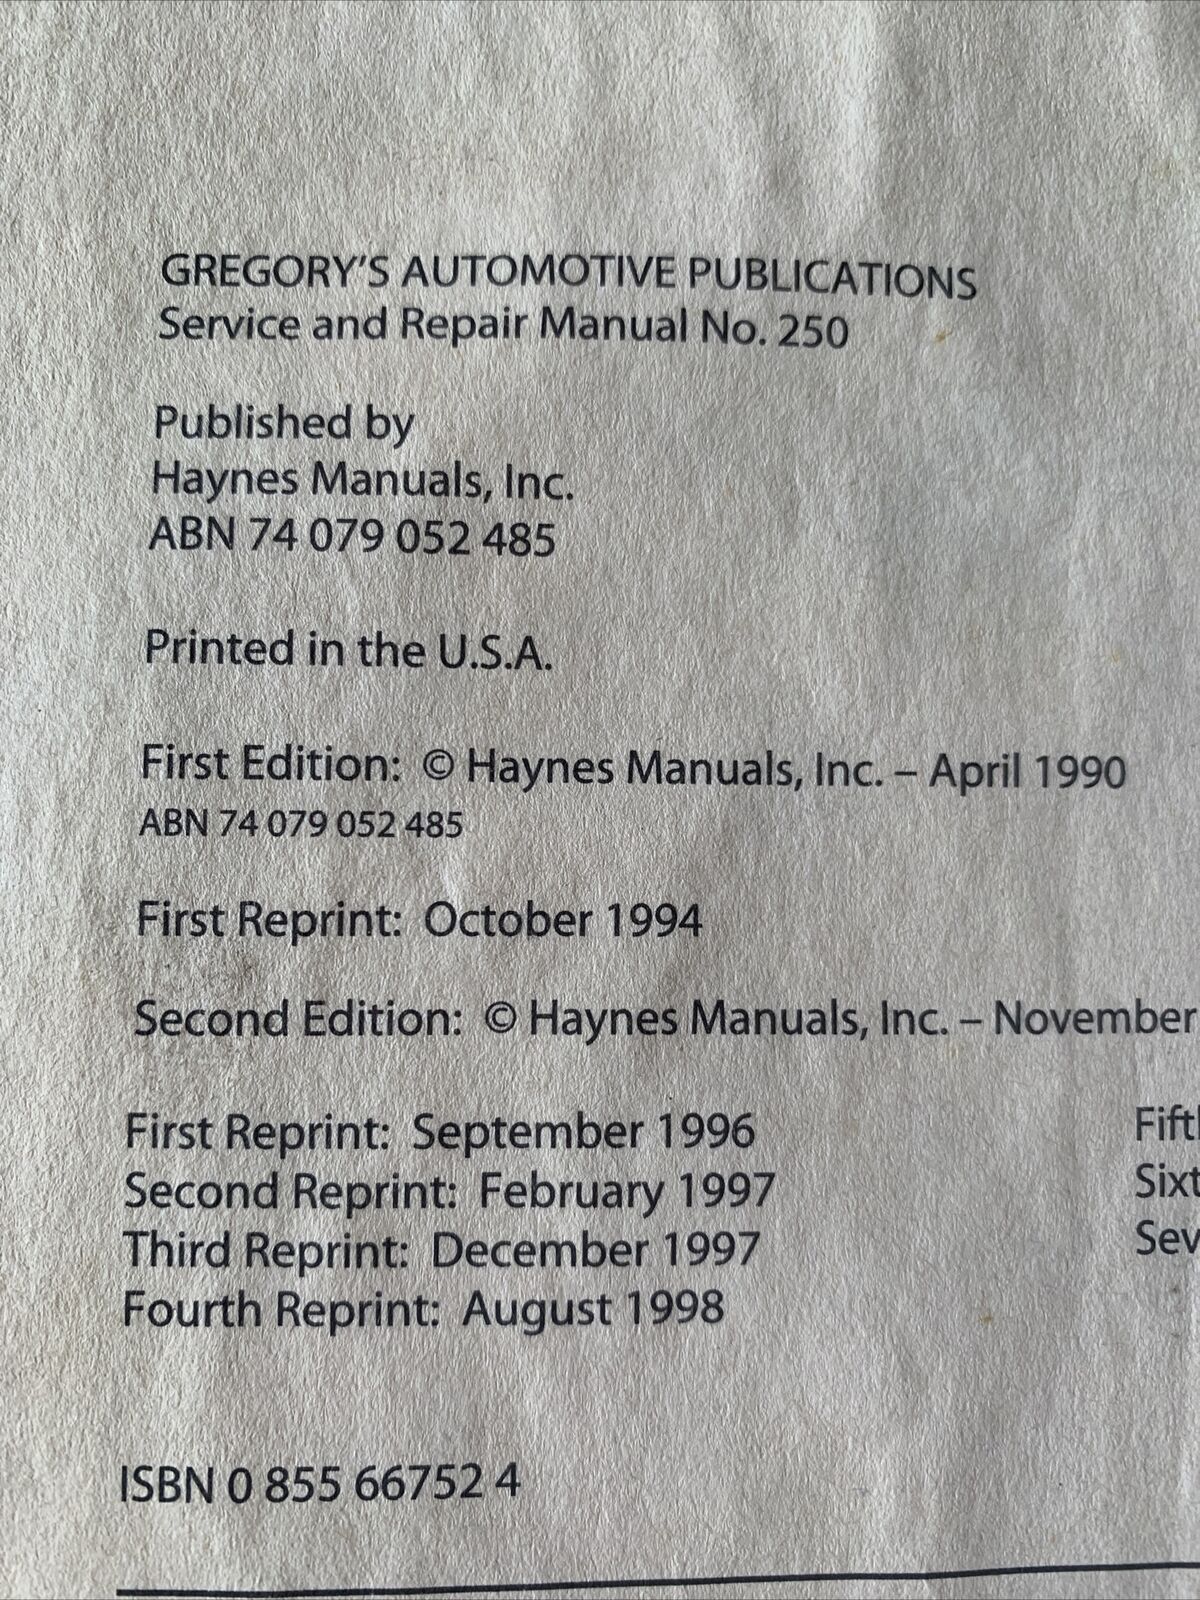 GREGORY'S AUTOMOTIVE PUBLICATIONS
Service and Repair Manual No. 250
Published by
Haynes Manuals, Inc.
ABN 74 079 052 485
Printed in the U.S.A.
First Edition: © Haynes Manuals, Inc. – April 1990
ABN 74 079 052 485
First Reprint: October 1994
Second Edition: © Haynes Manuals, Inc. – November
First Reprint: September 1996
Second Reprint: February 1997
Third Reprint: December 1997
Fourth Reprint: August 1998
ISBN 0 855 66752 4